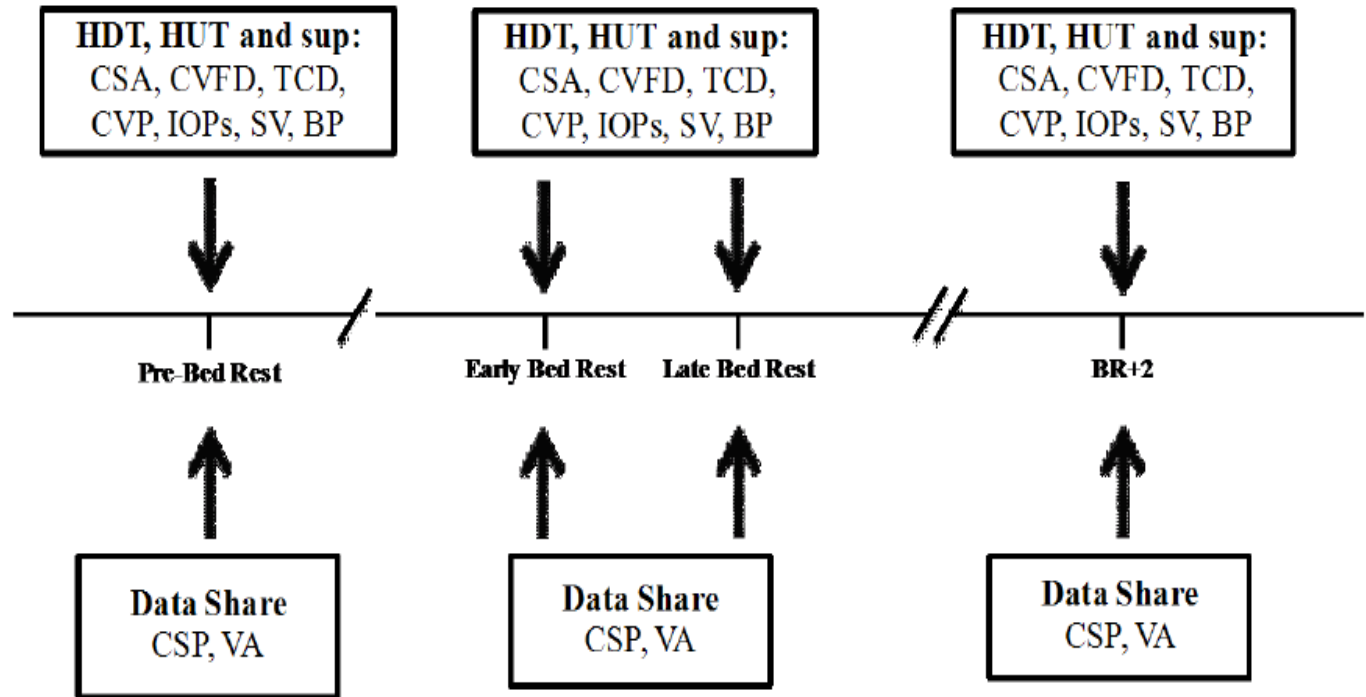 HDT, HUT and sup:
CSA, CVFD, TCD,
CVP, IOPs, SV, BP
HDT, HUT and sup:
CSA, CVFD, TCD,
CVP, IOPs, SV, BP
HDT, HUT and sup:
CSA, CVFD, TCD,
CVP, IOPs, SV, BP
Pre-Bed Rest
Early Bed Rest
Late Bed Rest
BR+2
Data Share
CSP, VA
Data Share
CSP, VA
Data Share
CSP, VA